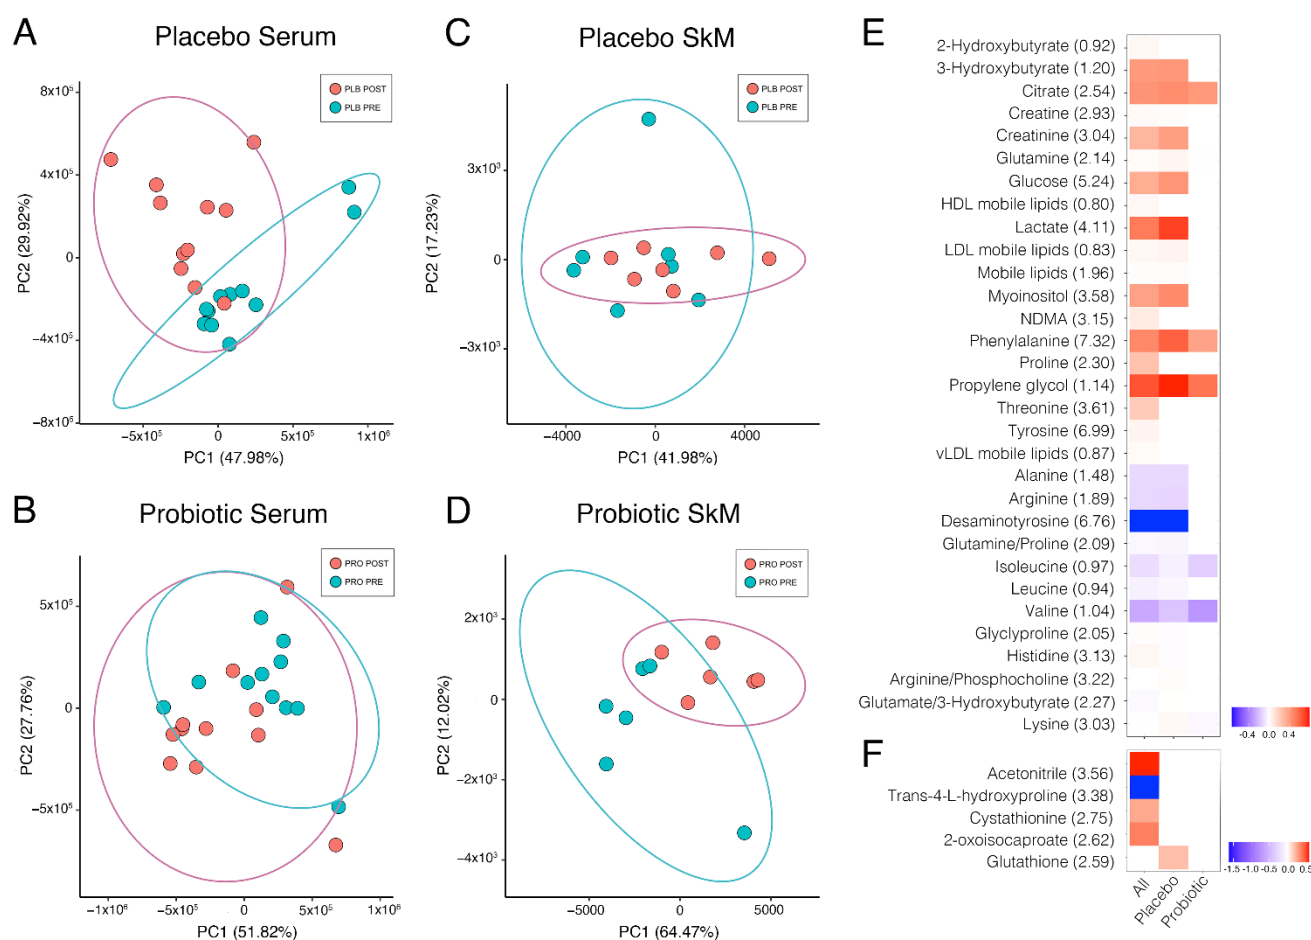 A
Placebo Serum
PLB POST
PLB PRE
8x10⁵
4x10⁵
0
−4x10⁵
−8x10⁵
PC2 (29.92%)
−5x10⁵
0
5x10⁵
1x10⁶
PC1 (47.98%)
B
Probiotic Serum
PRO POST
PRO PRE
5x10⁵
0
−5x10⁵
PC2 (27.76%)
−1x10⁶
−5x10⁵
0
5x10⁵
1x10⁶
PC1 (51.82%)
C
Placebo SkM
PLB POST
PLB PRE
3x10³
0
−3x10³
PC2 (17.23%)
−4000
0
4000
PC1 (41.98%)
D
Probiotic SkM
PRO POST
PRO PRE
2x10³
0
−2x10³
−4x10³
PC2 (12.02%)
−5000
0
5000
PC1 (64.47%)
E
2-Hydroxybutyrate (0.92)
3-Hydroxybutyrate (1.20)
Citrate (2.54)
Creatine (2.93)
Creatinine (3.04)
Glutamine (2.14)
Glucose (5.24)
HDL mobile lipids (0.80)
Lactate (4.11)
LDL mobile lipids (0.83)
Mobile lipids (1.96)
Myoinositol (3.58)
NDMA (3.15)
Phenylalanine (7.32)
Proline (2.30)
Propylene glycol (1.14)
Threonine (3.61)
Tyrosine (6.99)
vLDL mobile lipids (0.87)
Alanine (1.48)
Arginine (1.89)
Desaminotyrosine (6.76)
Glutamine/Proline (2.09)
Isoleucine (0.97)
Leucine (0.94)
Valine (1.04)
Glyclyproline (2.05)
Histidine (3.13)
Arginine/Phosphocholine (3.22)
Glutamate/3-Hydroxybutyrate (2.27)
Lysine (3.03)
-0.4 0.0 0.4
F
Acetonitrile (3.56)
Trans-4-L-hydroxyproline (3.38)
Cystathionine (2.75)
2-oxoisocaproate (2.62)
Glutathione (2.59)
-1.5 -1.0 -0.5 0.0 0.5
All
Placebo
Probiotic